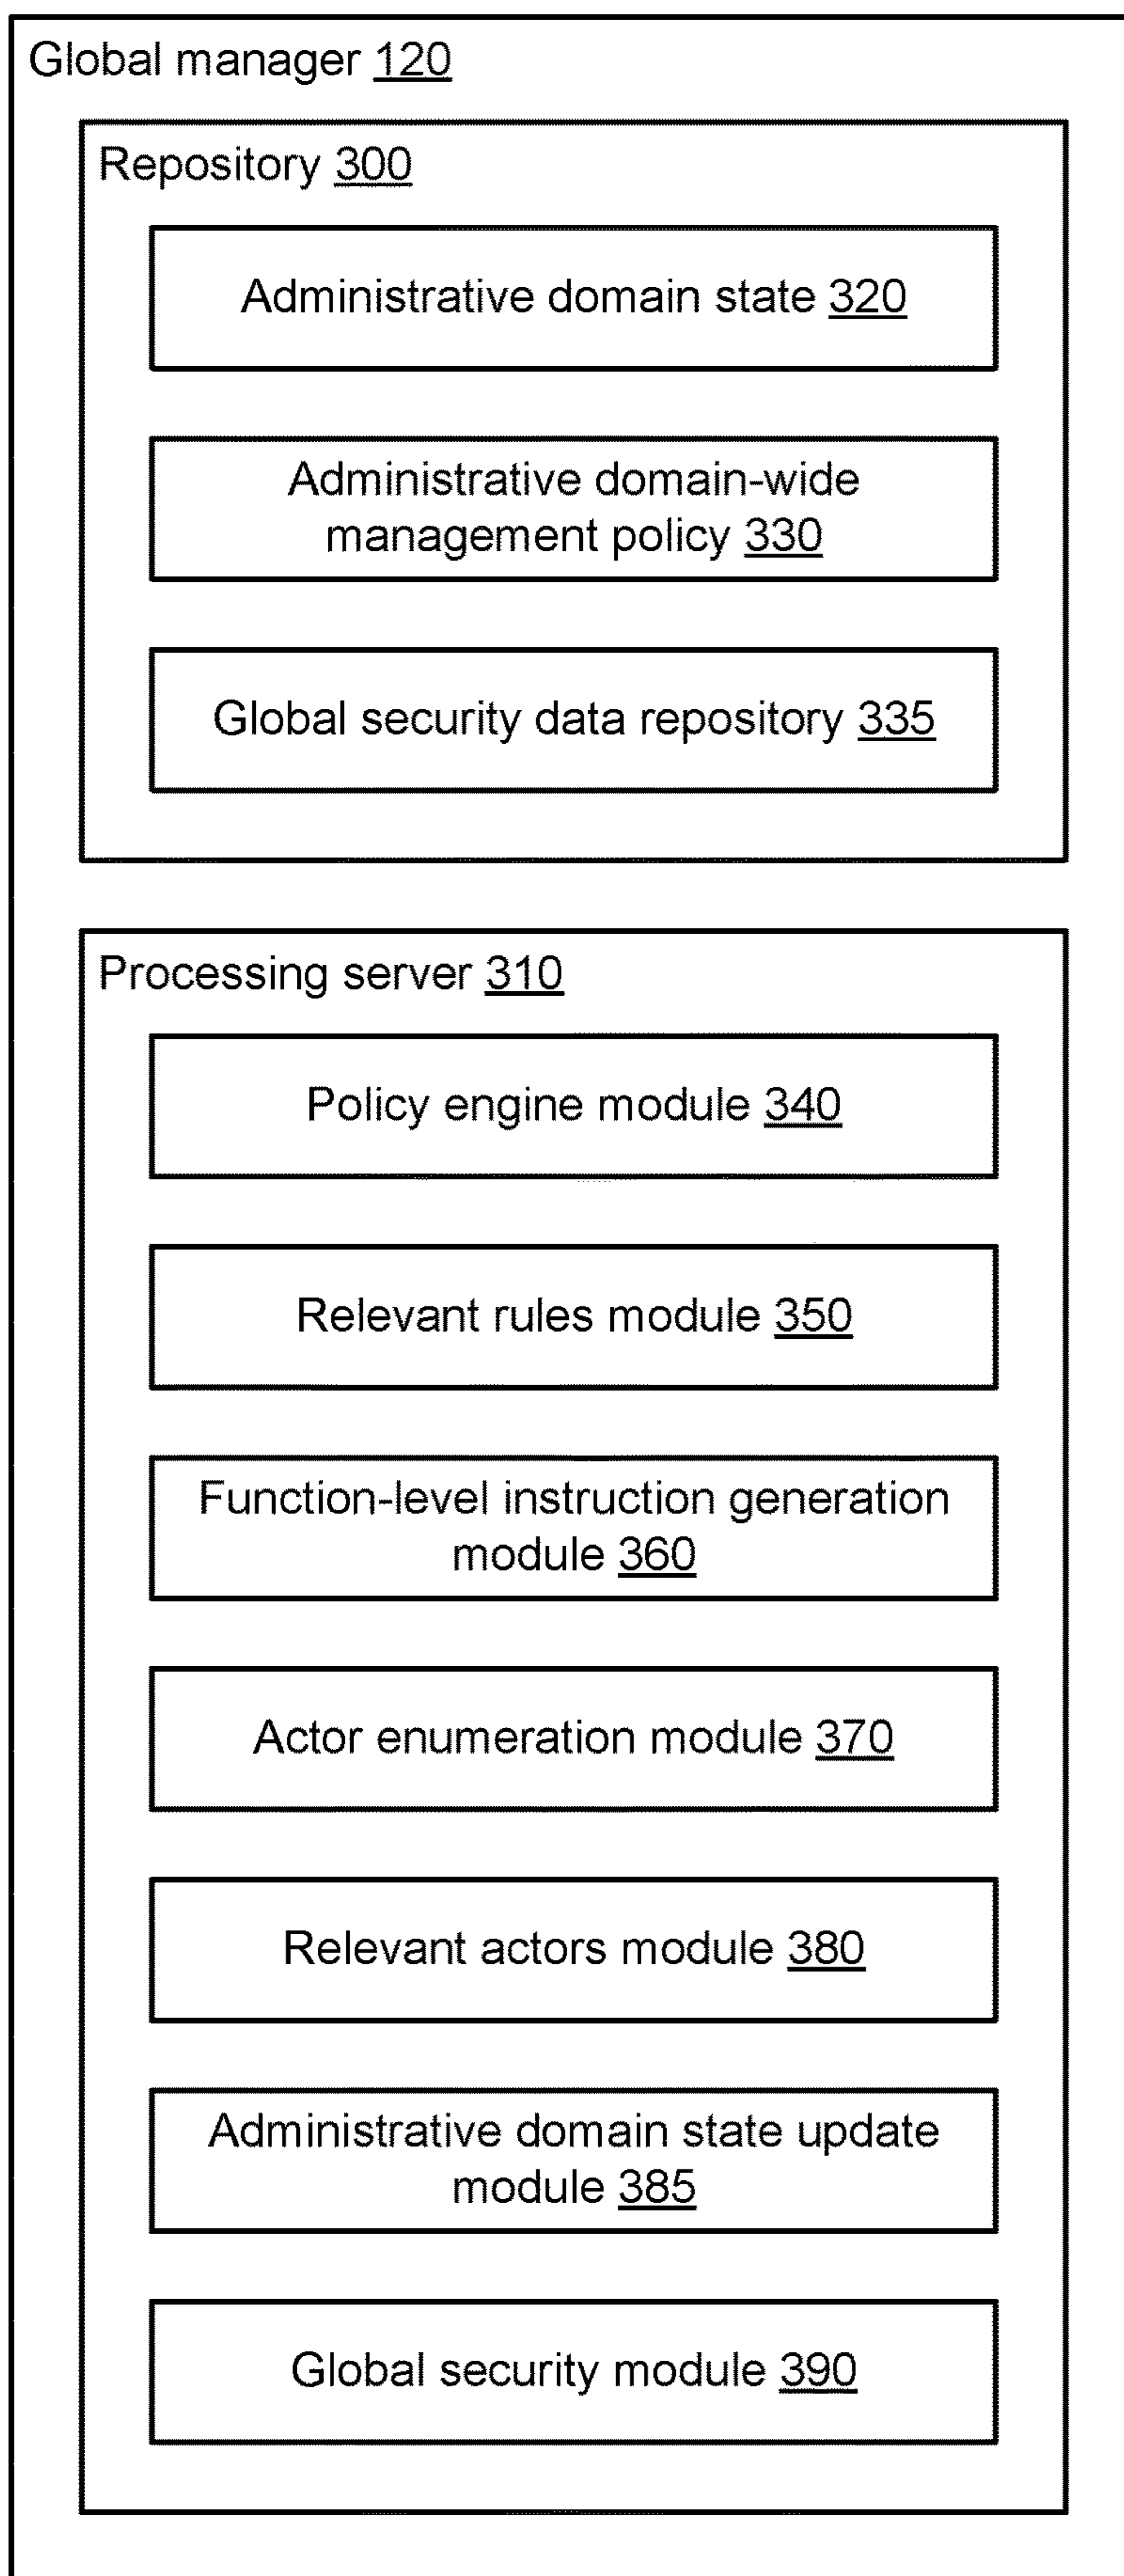 Global manager 120
Repository 300
Administrative domain state 320
Administrative domain-wide
management policy 330
Global security data repository 335
Processing server 310
Policy engine module 340
Relevant rules module 350
Function-level instruction generation
module 360
Actor enumeration module 370
Relevant actors module 380
Administrative domain state update
module 385
Global security module 390